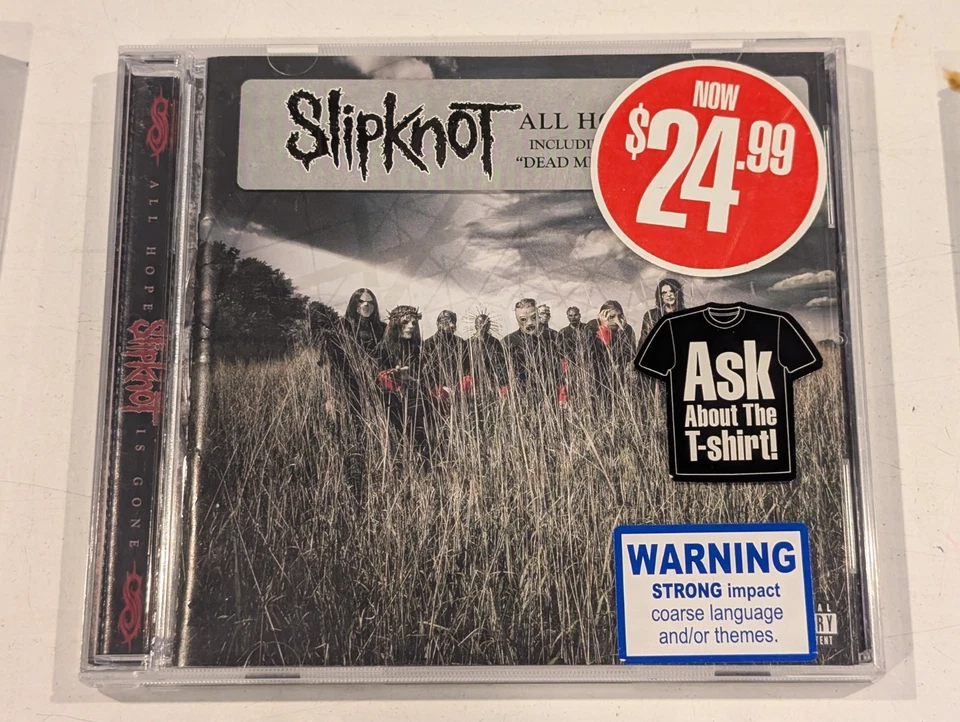 SlipknoT
ALL HO
INCLUDI
"DEAD M
NOW
$24.99
Ask
About The
T-shirt!
WARNING
STRONG impact
coarse language
and/or themes.
ALL HOPE SlipknoT IS GONE